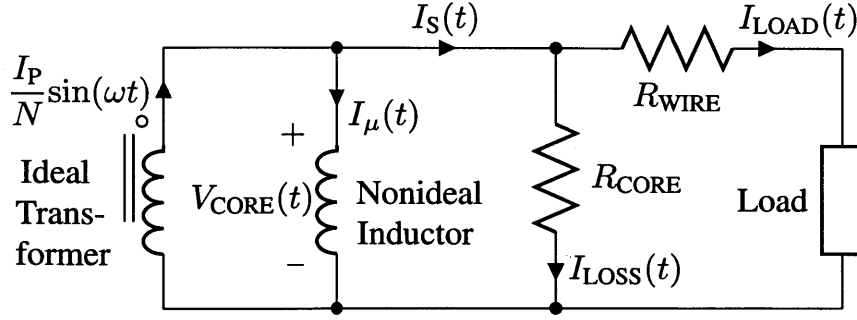 I_S(t)
I_LOAD(t)
I_P/N sin(ωt)
R_WIRE
I_μ(t)
+
Ideal
Trans-
former
V_CORE(t)
Nonideal
Inductor
R_CORE
Load
−
I_LOSS(t)